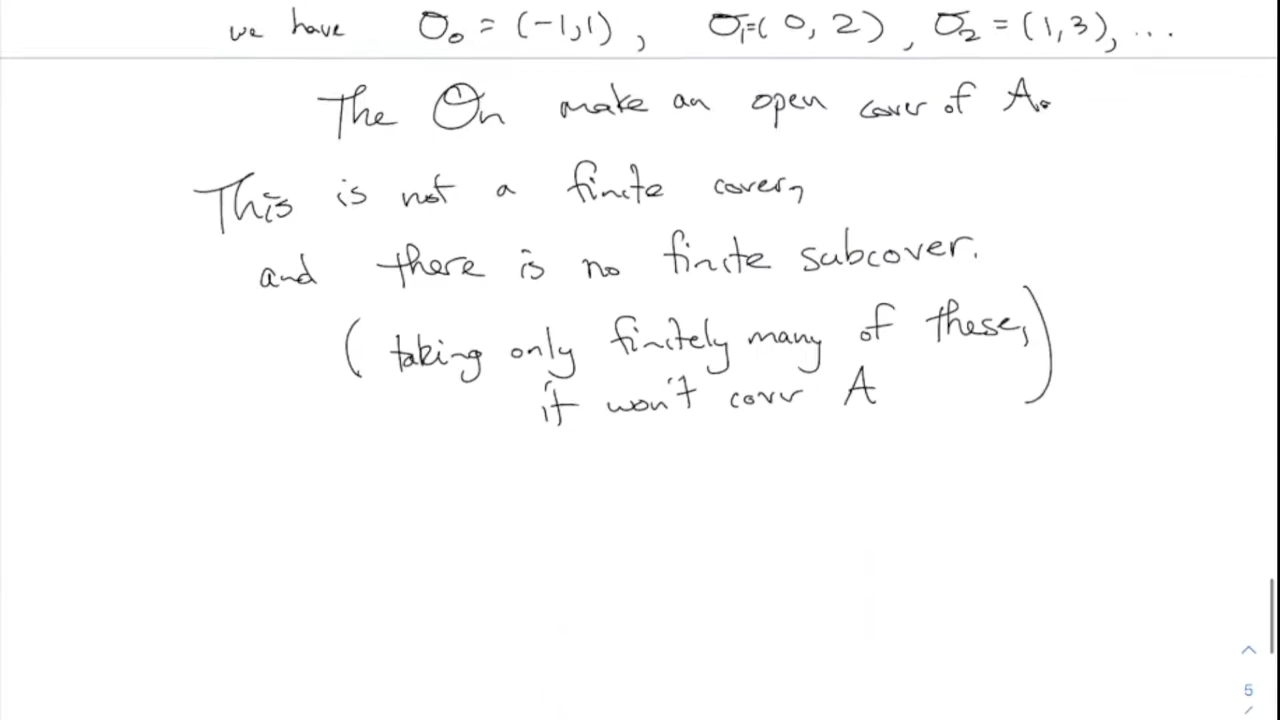 we have O₀ = (-1,1), O₁=(0, 2), O₂ = (1,3), ...
The Oₙ make an open cover of A.
This is not a finite cover,
and there is no finite subcover.
( taking only finitely many of these,
it won't cover A )
5